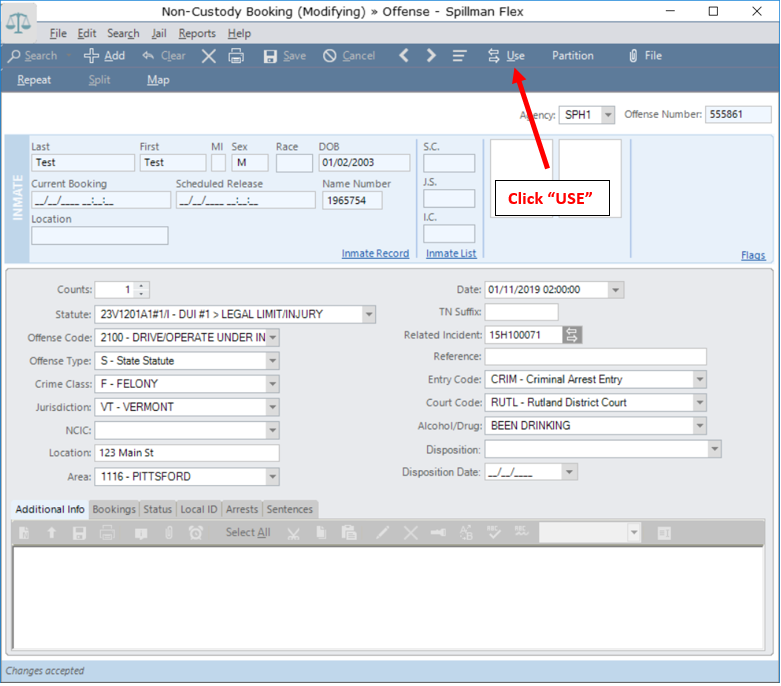 Non-Custody Booking (Modifying) » Offense - Spillman Flex
File Edit Search Jail Reports Help
Search Add Clear Save Cancel Use Partition File
Repeat Split Map
Agency: SPH1 Offense Number: 555861
INMATE
Last First MI Sex Race DOB S.C.
Test Test M 01/02/2003
Current Booking Scheduled Release Name Number J.S.
__/__/____ __:__:__ __/__/____ __:__:__ 1965754
Click “USE”
Location I.C.
Inmate Record Inmate List Flags
Counts: 1 Date: 01/11/2019 02:00:00
Statute: 23V1201A1#1/I - DUI #1 > LEGAL LIMIT/INJURY TN Suffix:
Offense Code: 2100 - DRIVE/OPERATE UNDER IN Related Incident: 15H100071
Offense Type: S - State Statute Reference:
Crime Class: F - FELONY Entry Code: CRIM - Criminal Arrest Entry
Jurisdiction: VT - VERMONT Court Code: RUTL - Rutland District Court
NCIC: Alcohol/Drug: BEEN DRINKING
Location: 123 Main St Disposition:
Area: 1116 - PITTSFORD Disposition Date: __/__/____
Additional Info Bookings Status Local ID Arrests Sentences
Select All
Changes accepted